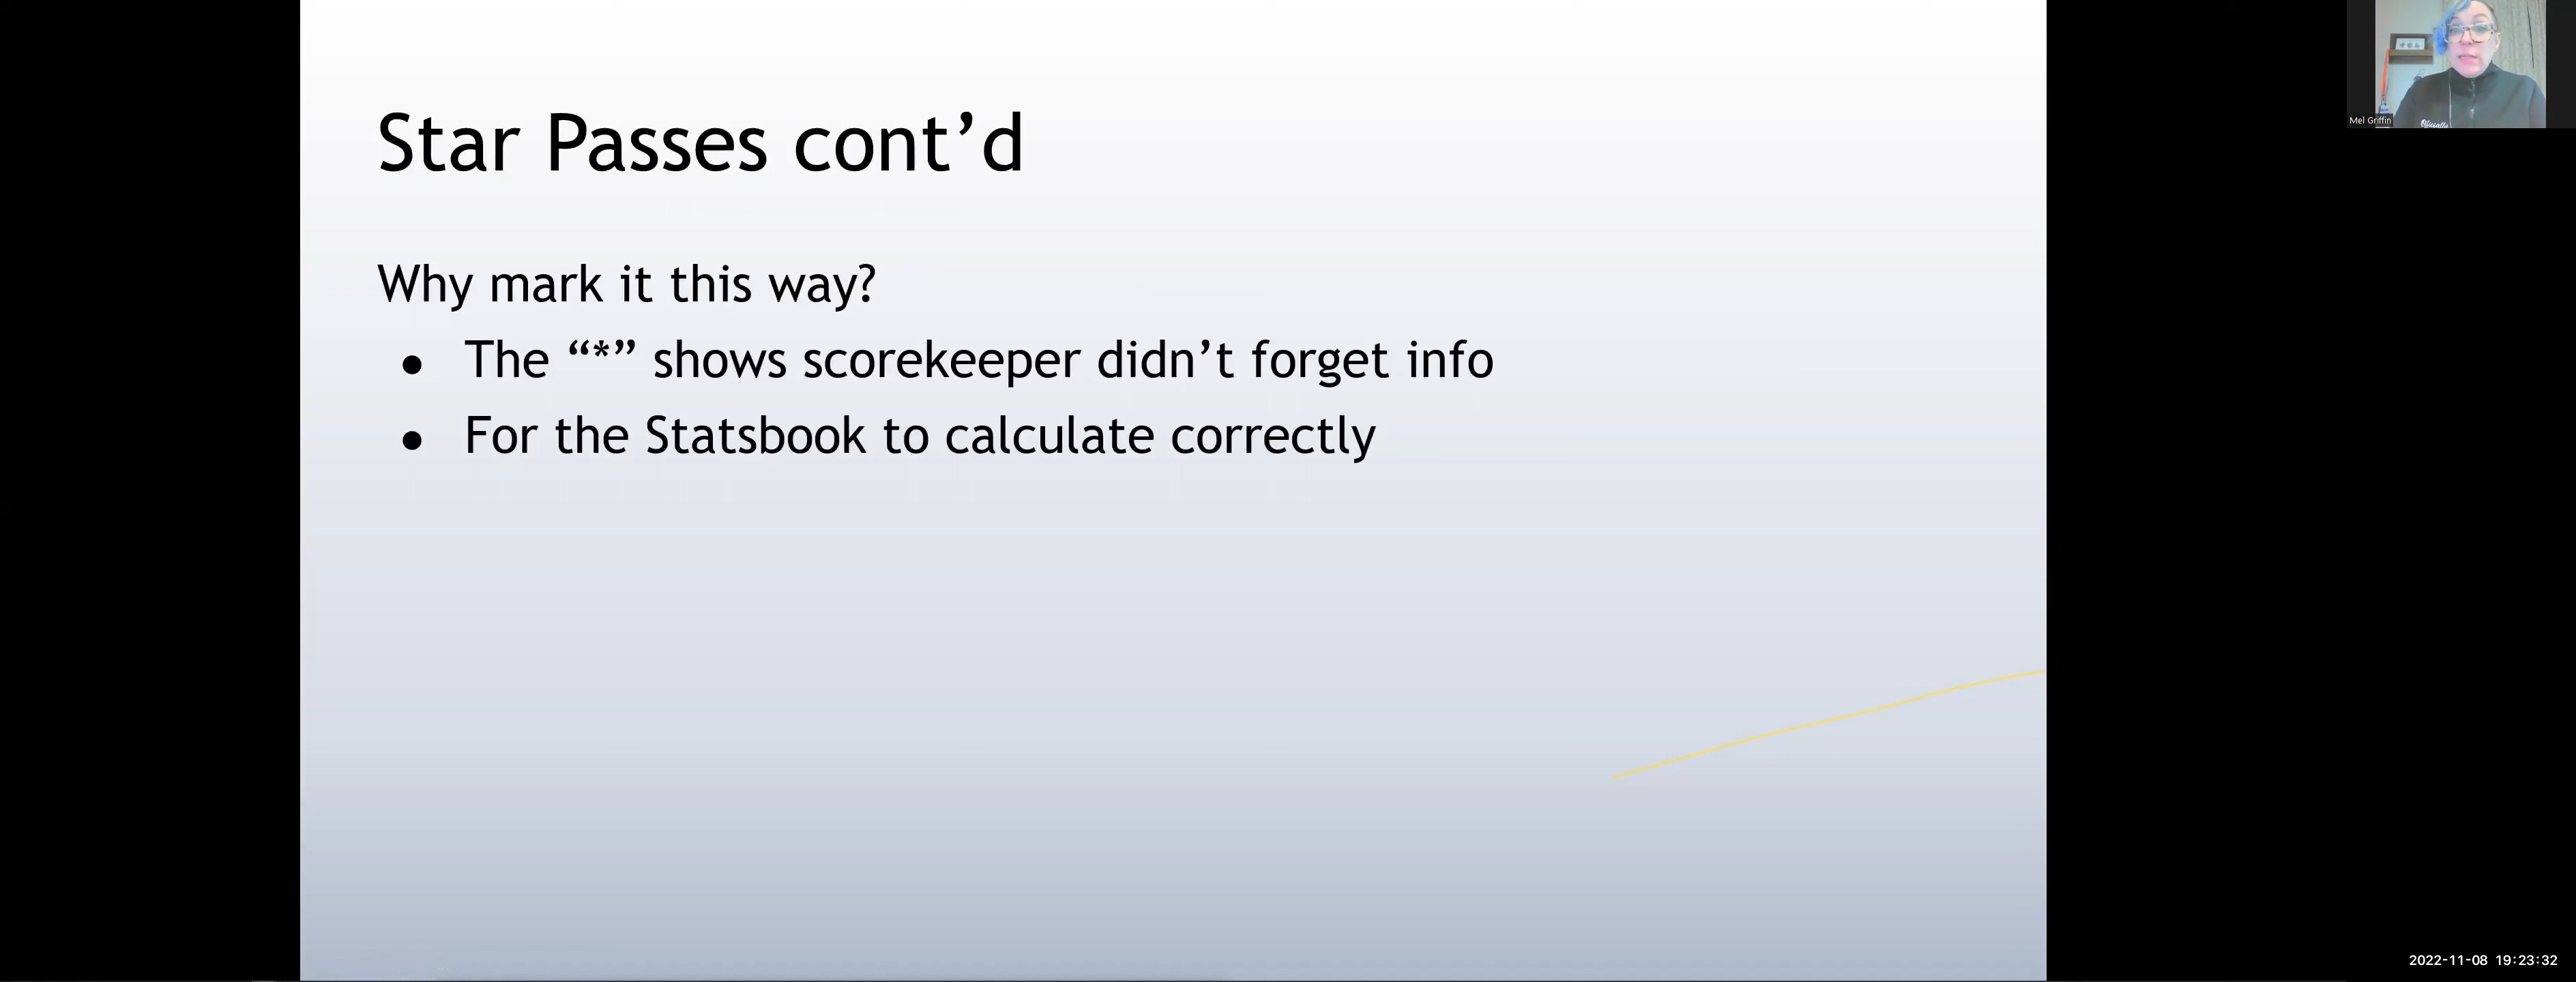 Star Passes cont’d
Why mark it this way?
● The “*” shows scorekeeper didn’t forget info
● For the Statsbook to calculate correctly
Mel Griffin
2022-11-08 19:23:32